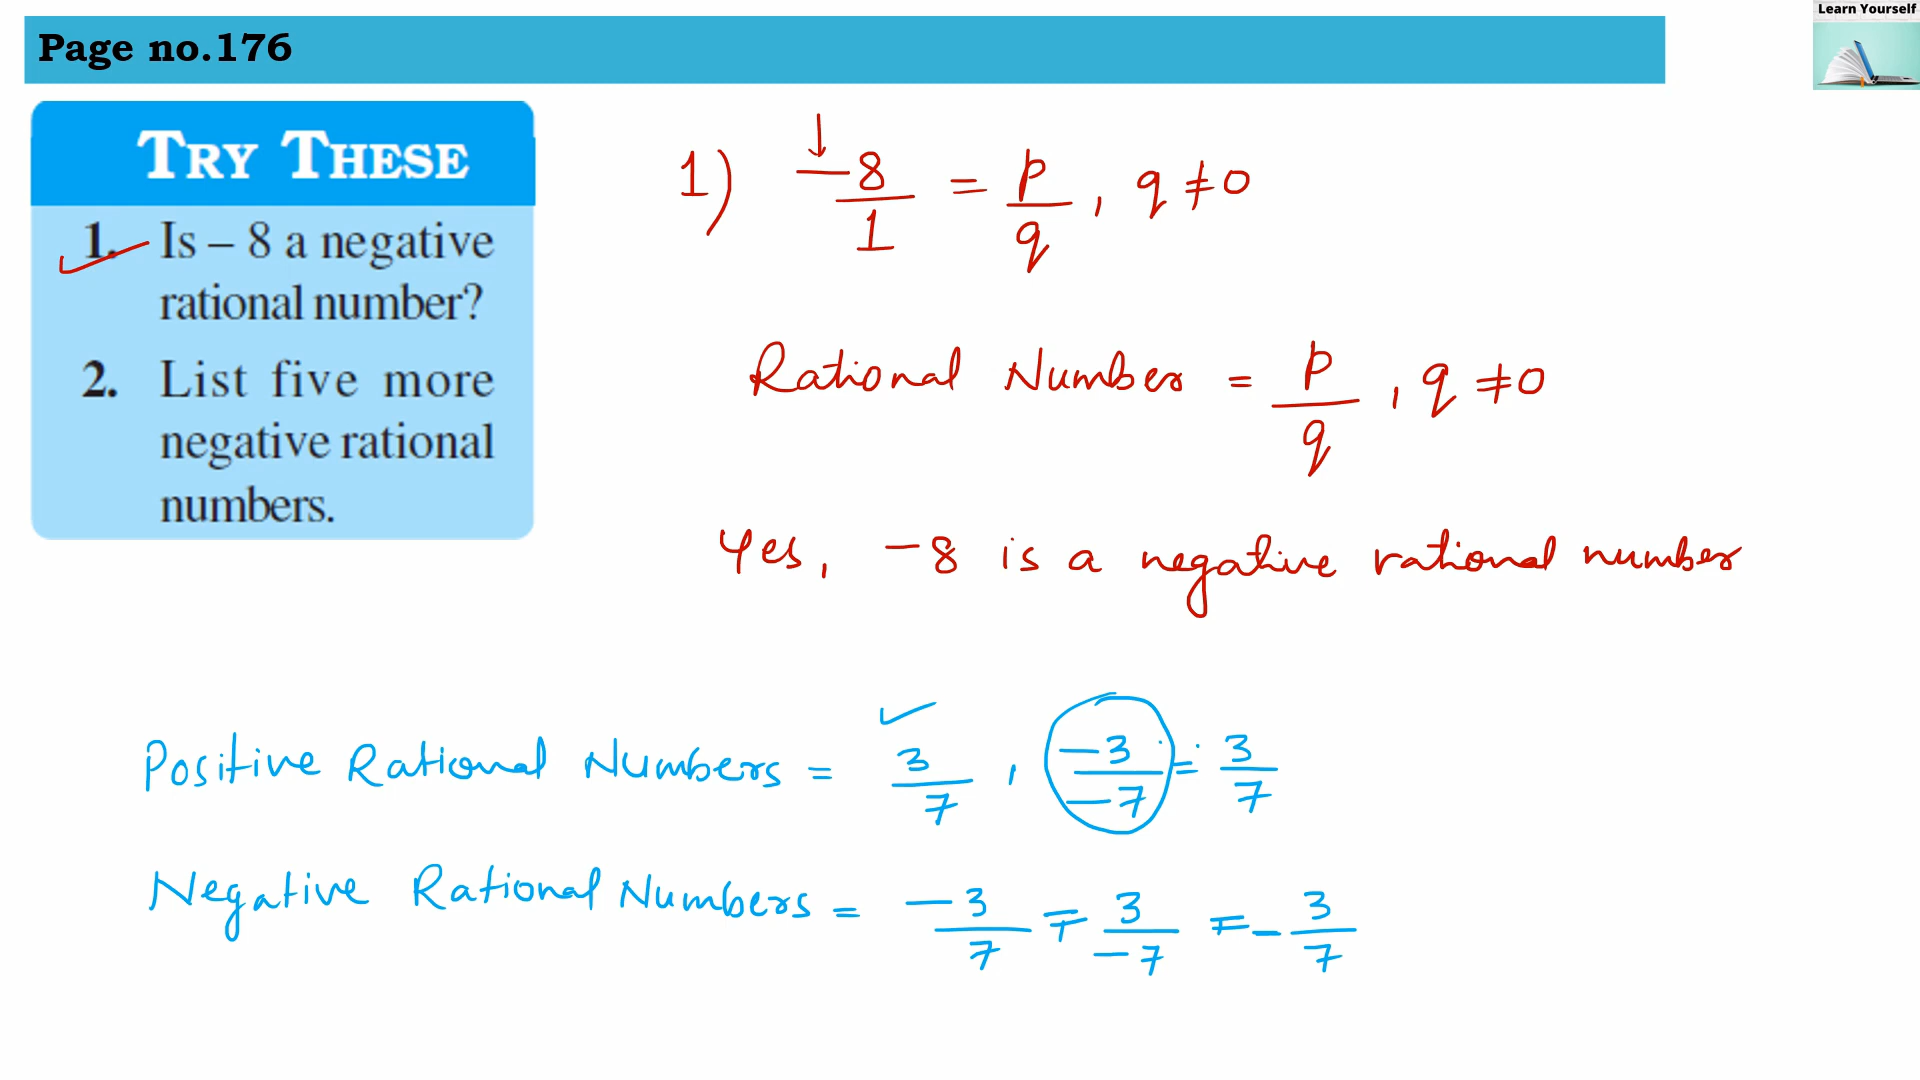 Learn Yourself
Page no.176
TRY THESE
1. Is – 8 a negative
rational number?
2. List five more
negative rational
numbers.
1) -8/1 = p/q, q ≠ 0
Rational Number = p/q, q ≠ 0
Yes, -8 is a negative rational number
Positive Rational Numbers = 3/7, -3/-7 = 3/7
Negative Rational Numbers = -3/7 = 3/-7 = -3/7